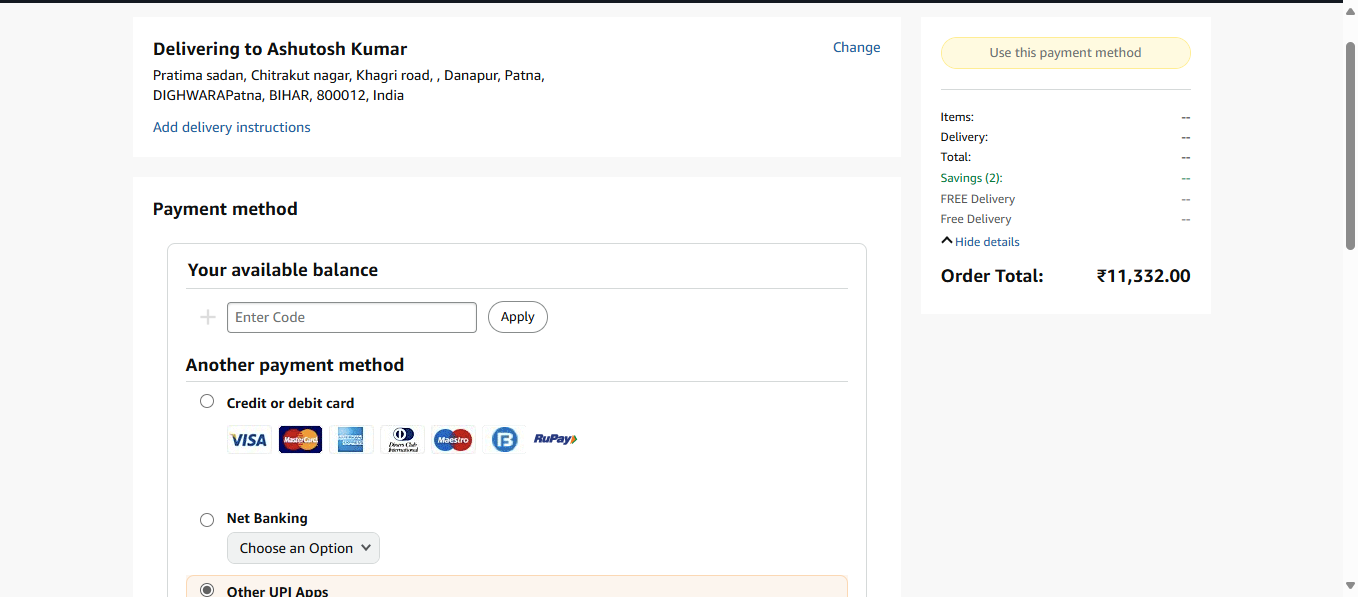 Delivering to Ashutosh Kumar
Change
Pratima sadan, Chitrakut nagar, Khagri road, , Danapur, Patna,
DIGHWARAPatna, BIHAR, 800012, India
Add delivery instructions
Payment method
Your available balance
Enter Code
Apply
Another payment method
Credit or debit card
VISA
MasterCard
AMERICAN EXPRESS
Diners Club International
Maestro
B
RuPay
Net Banking
Choose an Option
Other UPI Apps
Use this payment method
Items: --
Delivery: --
Total: --
Savings (2): --
FREE Delivery --
Free Delivery --
Hide details
Order Total: ₹11,332.00